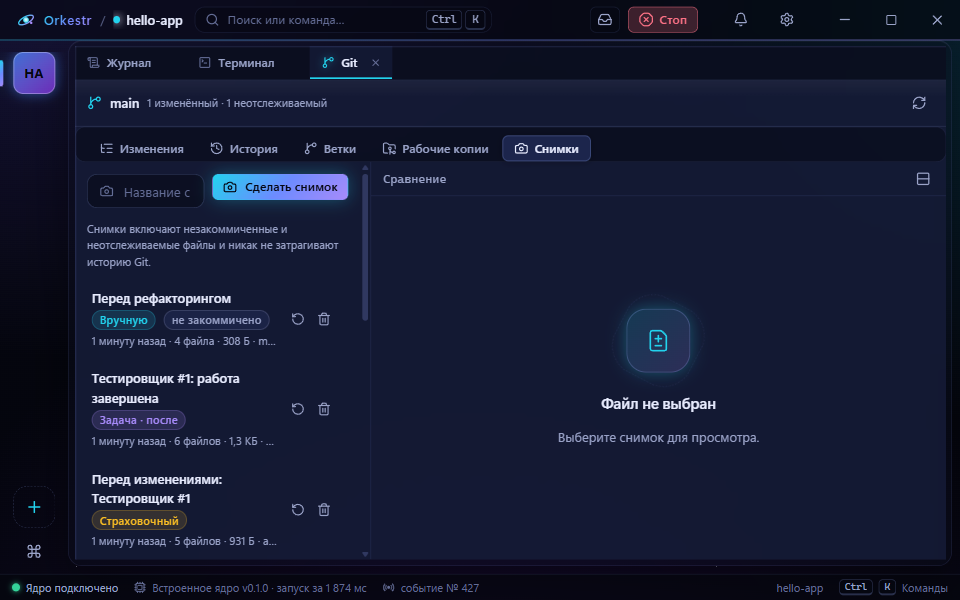 Orkestr / hello-app
Поиск или команда...
Ctrl K
Стоп
HA
Журнал
Терминал
Git
main 1 изменённый · 1 неотслеживаемый
Изменения
История
Ветки
Рабочие копии
Снимки
Название с
Сделать снимок
Снимки включают незакоммиченные и
неотслеживаемые файлы и никак не затрагивают
историю Git.
Перед рефакторингом
Вручную
не закоммичено
1 минуту назад · 4 файла · 308 Б · m...
Тестировщик #1: работа
завершена
Задача · после
1 минуту назад · 6 файлов · 1,3 КБ · ...
Перед изменениями:
Тестировщик #1
Страховочный
1 минуту назад · 5 файлов · 931 Б · a...
Сравнение
Файл не выбран
Выберите снимок для просмотра.
Ядро подключено
Встроенное ядро v0.1.0 · запуск за 1 874 мс
событие № 427
hello-app
Ctrl K Команды